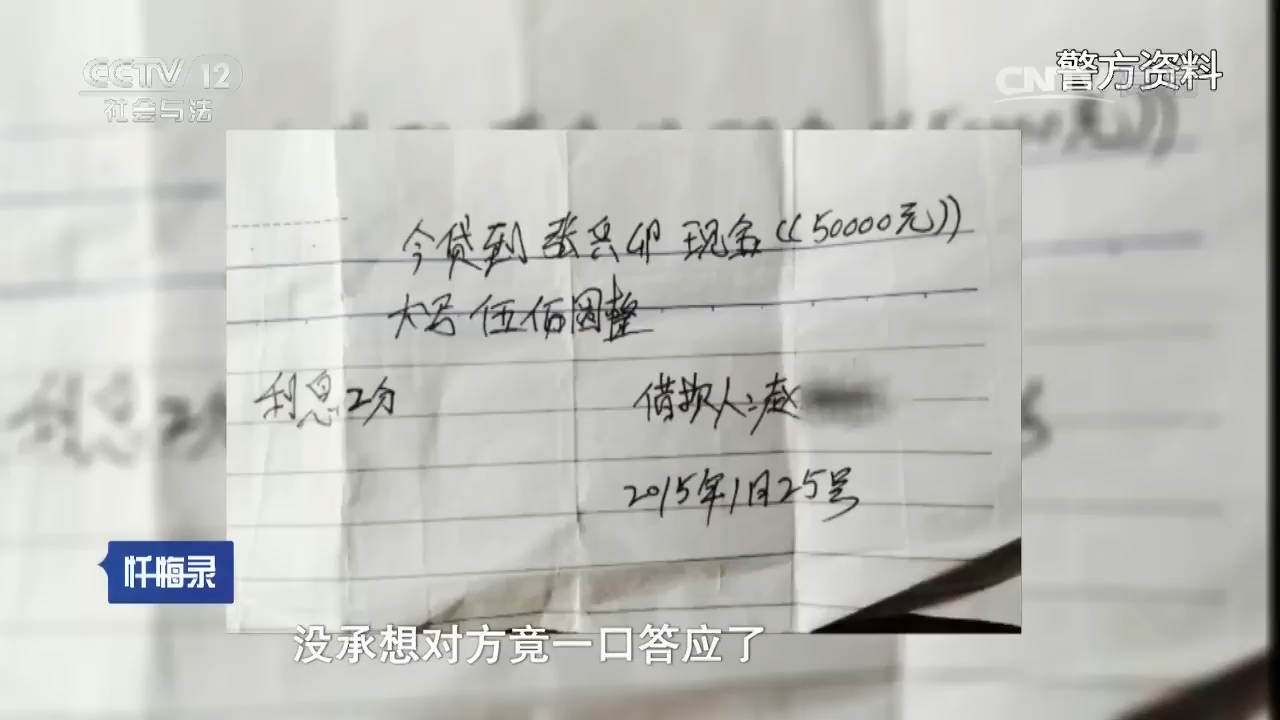 CCTV 12
社会与法
警方资料
今贷到张兵卯现金((50000元))
大写伍佰圆整
利息2分
借款人:赵
2015年1月25号
忏悔录
没承想对方竟一口答应了